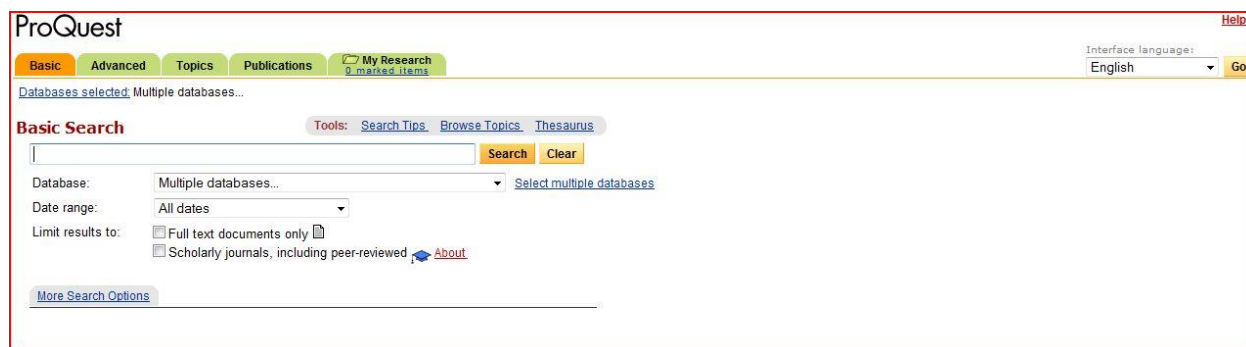 ProQuest
Help
Basic Advanced Topics Publications My Research
0 marked items
Interface language:
English Go
Databases selected: Multiple databases...
Basic Search
Tools: Search Tips Browse Topics Thesaurus
Search Clear
Database: Multiple databases... Select multiple databases
Date range: All dates
Limit results to: Full text documents only
Scholarly journals, including peer-reviewed About
More Search Options